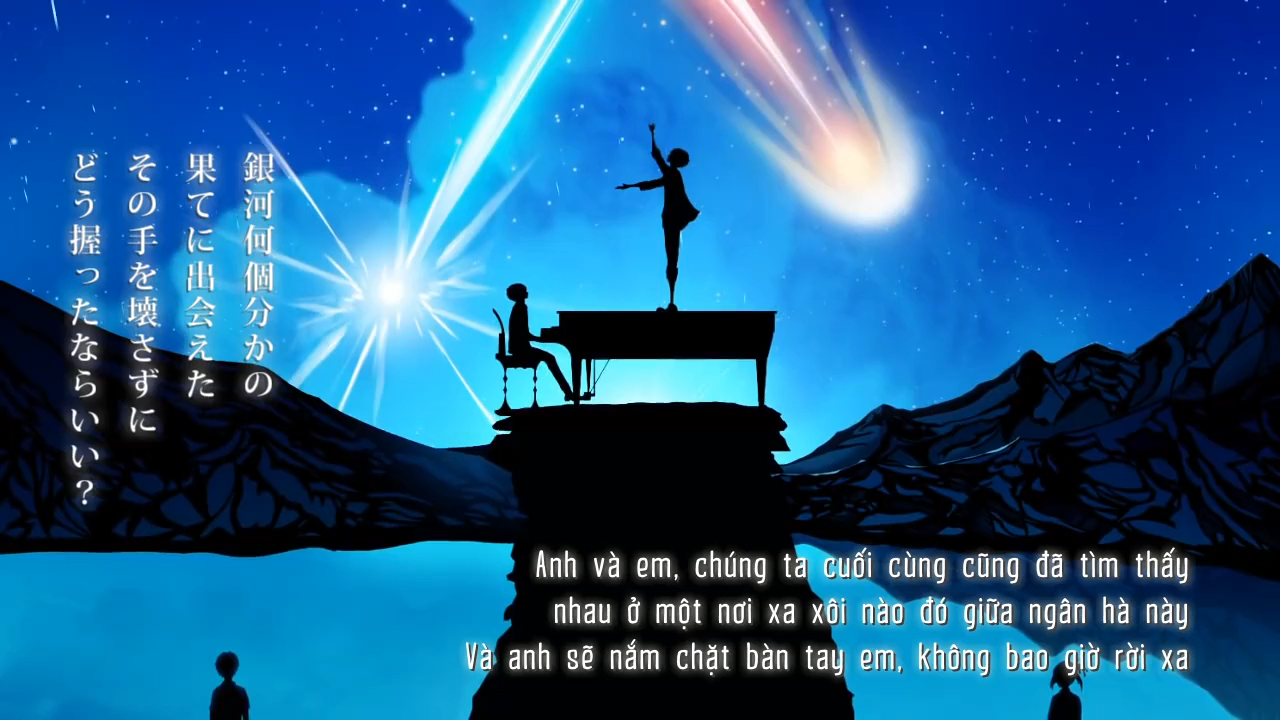 銀河何個分かの
果てに出会えた
その手を壊さずに
どう握ったならいい？
Anh và em, chúng ta cuối cùng cũng đã tìm thấy
nhau ở một nơi xa xôi nào đó giữa ngân hà này
Và anh sẽ nắm chặt bàn tay em, không bao giờ rời xa